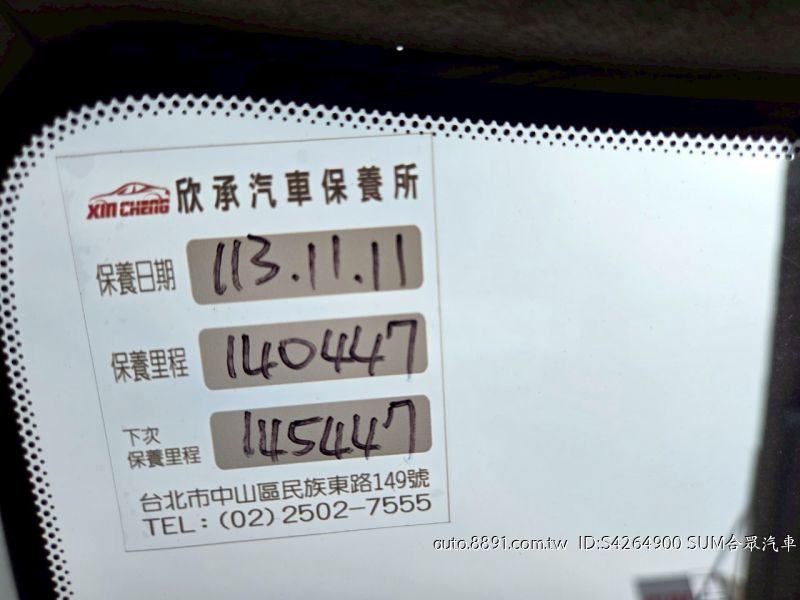 XIN CHENG 欣承汽車保養所
保養日期 113.11.11
保養里程 140447
下次
保養里程 145447
台北市中山區民族東路149號
TEL：(02) 2502-7555
auto.8891.com.tw ID:S4264900 SUM台眾汽車